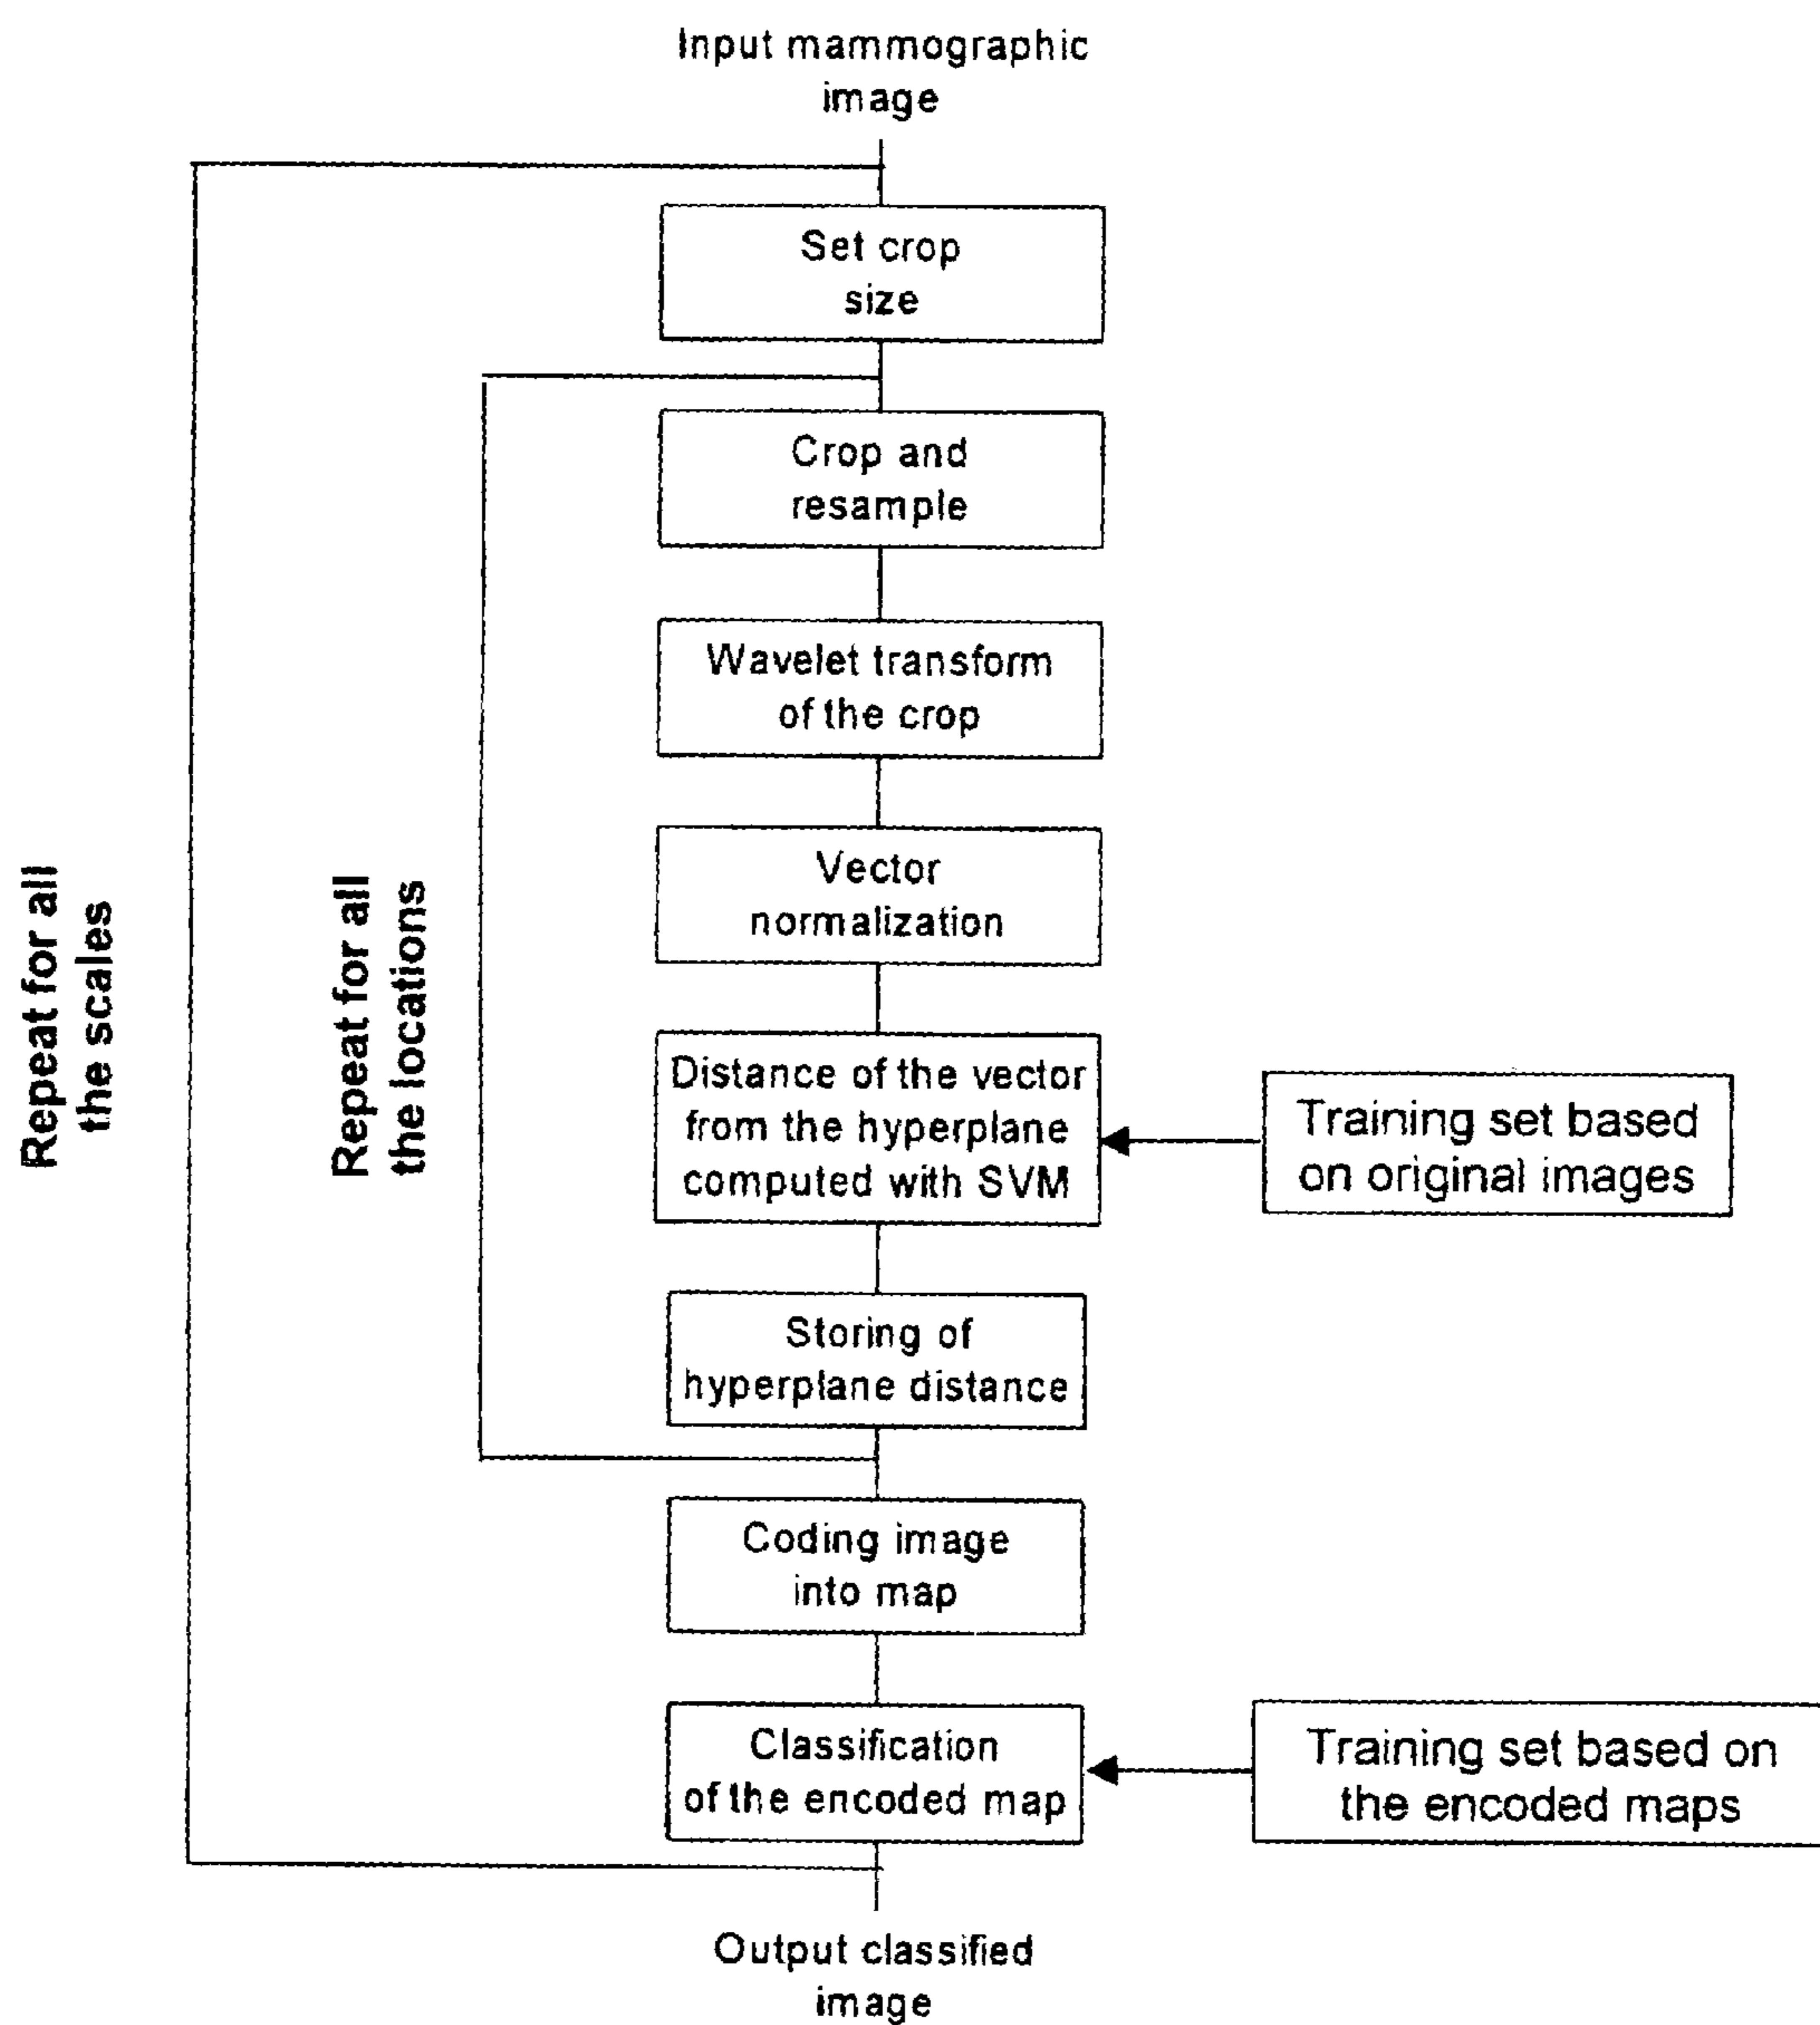 Input mammographic
image
Set crop
size
Crop and
resample
Wavelet transform
of the crop
Vector
normalization
Repeat for all
the scales
Repeat for all
the locations
Distance of the vector
from the hyperplane
computed with SVM
Training set based
on original images
Storing of
hyperplane distance
Coding image
into map
Classification
of the encoded map
Training set based on
the encoded maps
Output classified
image